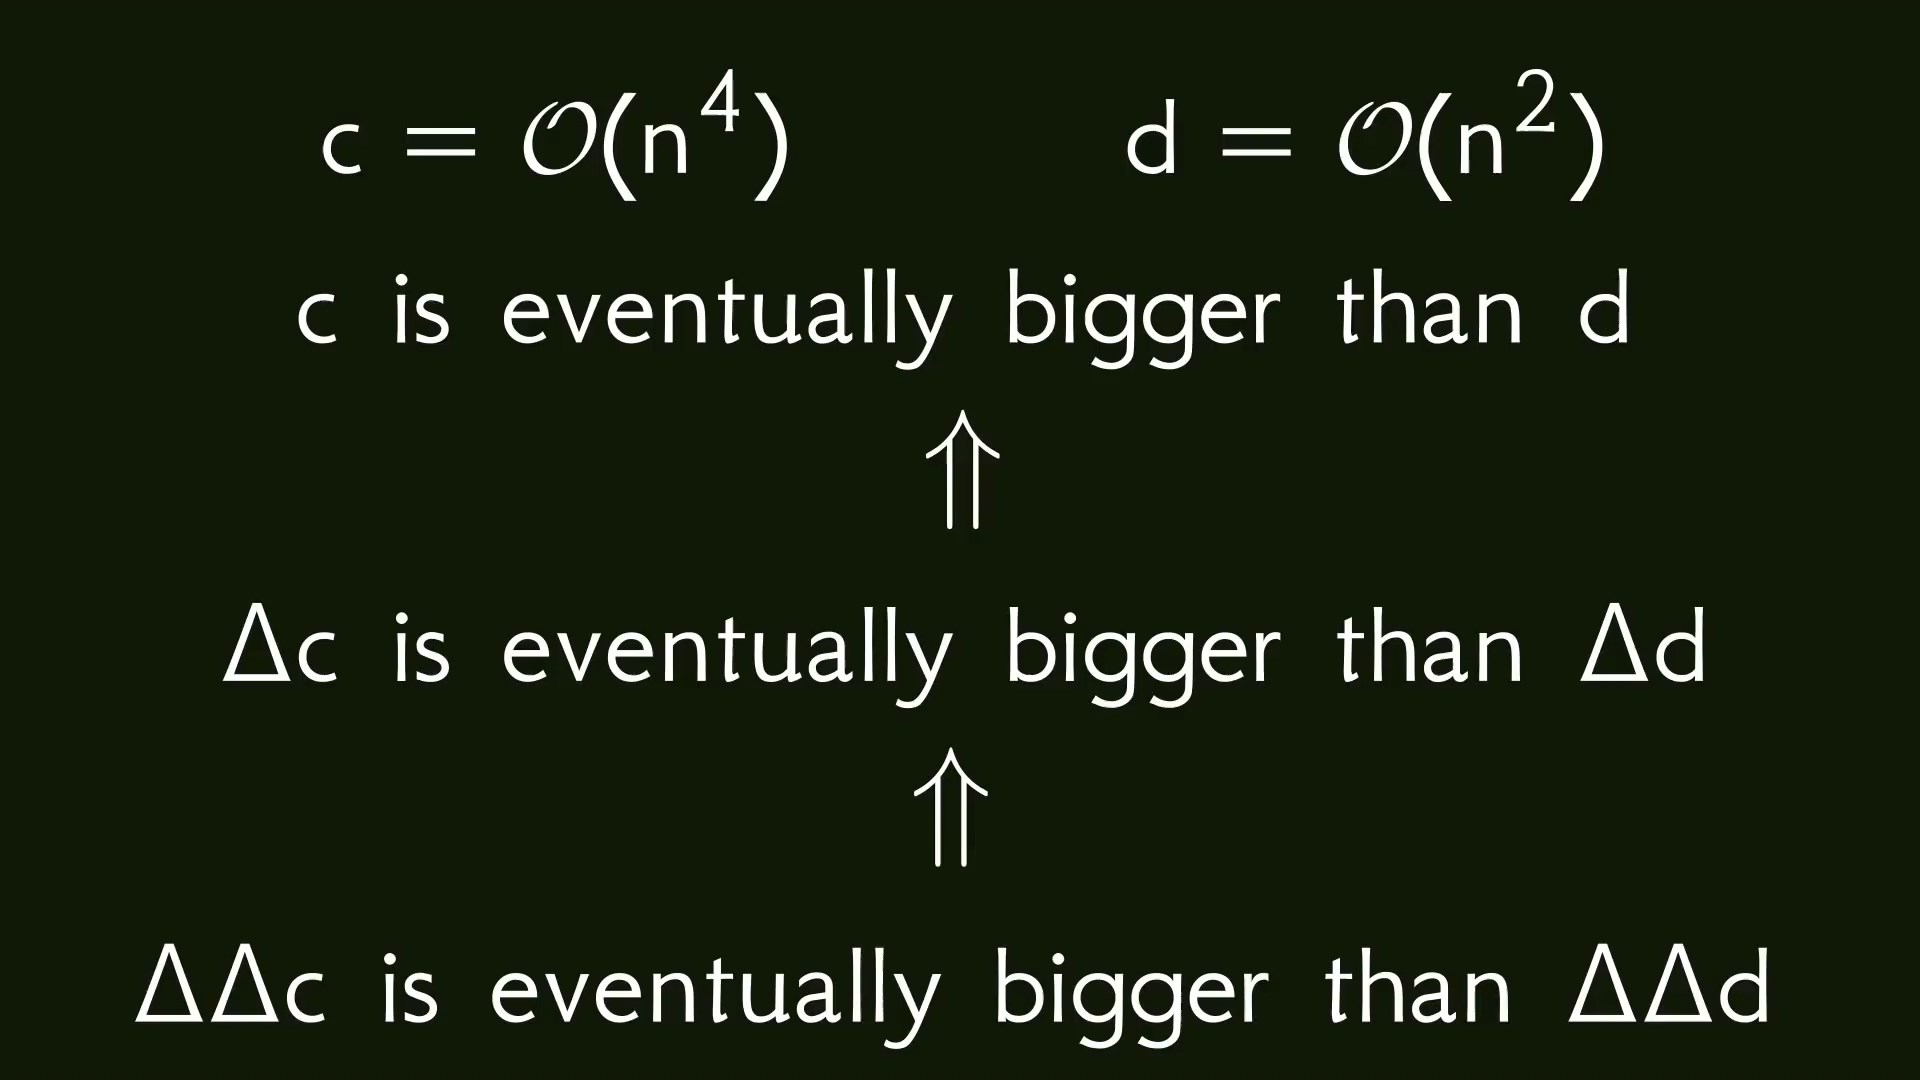 c = 𝒪(n⁴) d = 𝒪(n²)
c is eventually bigger than d
⇑
Δc is eventually bigger than Δd
⇑
ΔΔc is eventually bigger than ΔΔd